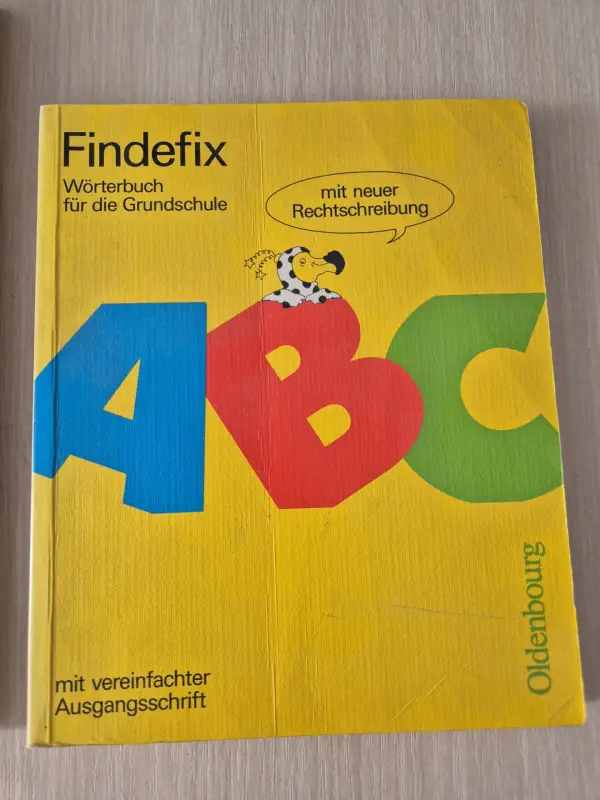 Findefix
Wörterbuch
für die Grundschule
mit neuer
Rechtschreibung
ABC
Oldenbourg
mit vereinfachter
Ausgangsschrift